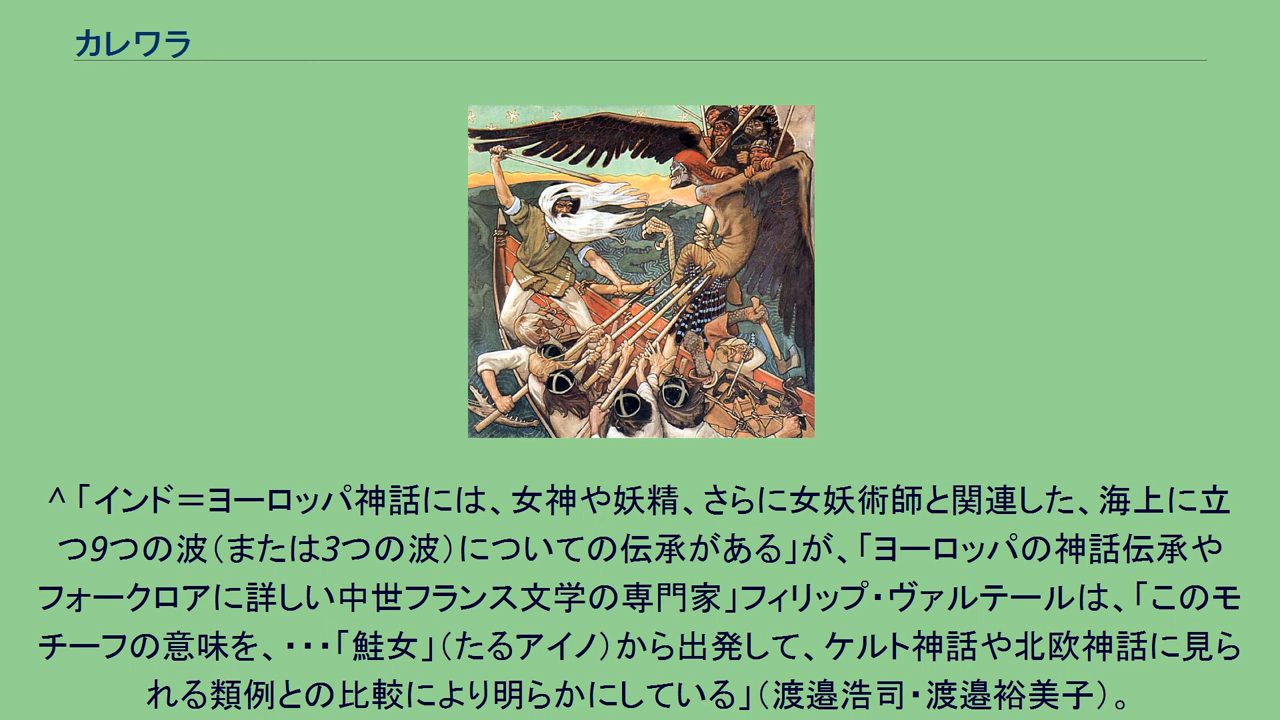 カレワラ
^ 「インド＝ヨーロッパ神話には、女神や妖精、さらに女妖術師と関連した、海上に立
つ9つの波（または3つの波）についての伝承がある」が、「ヨーロッパの神話伝承や
フォークロアに詳しい中世フランス文学の専門家」フィリップ・ヴァルテールは、「このモ
チーフの意味を、・・・「鮭女」（たるアイノ）から出発して、ケルト神話や北欧神話に見ら
れる類例との比較により明らかにしている」（渡邉浩司・渡邉裕美子）。